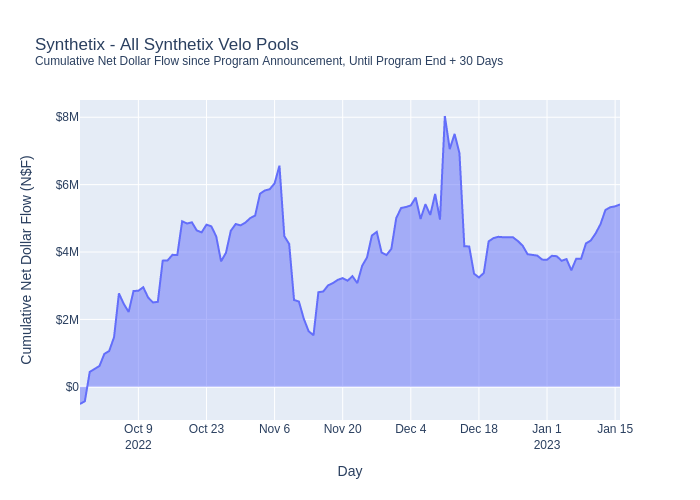 Synthetix - All Synthetix Velo Pools
Cumulative Net Dollar Flow since Program Announcement, Until Program End + 30 Days
Cumulative Net Dollar Flow (N$F)
$8M
$6M
$4M
$2M
$0
Oct 9
2022
Oct 23
Nov 6
Nov 20
Dec 4
Dec 18
Jan 1
2023
Jan 15
Day